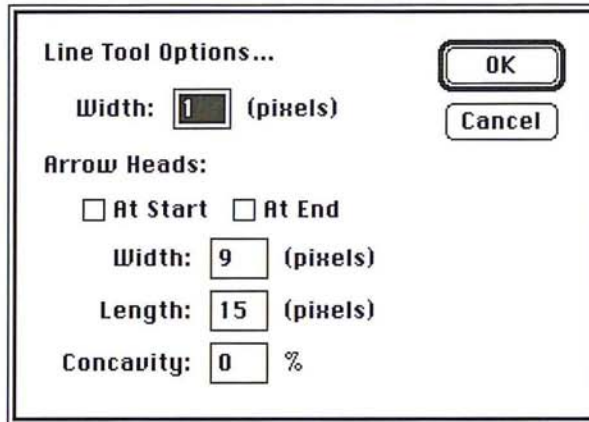 Line Tool Options...
OK
Width: 1 (pixels)
Cancel
Arrow Heads:
At Start At End
Width: 9 (pixels)
Length: 15 (pixels)
Concavity: 0 %